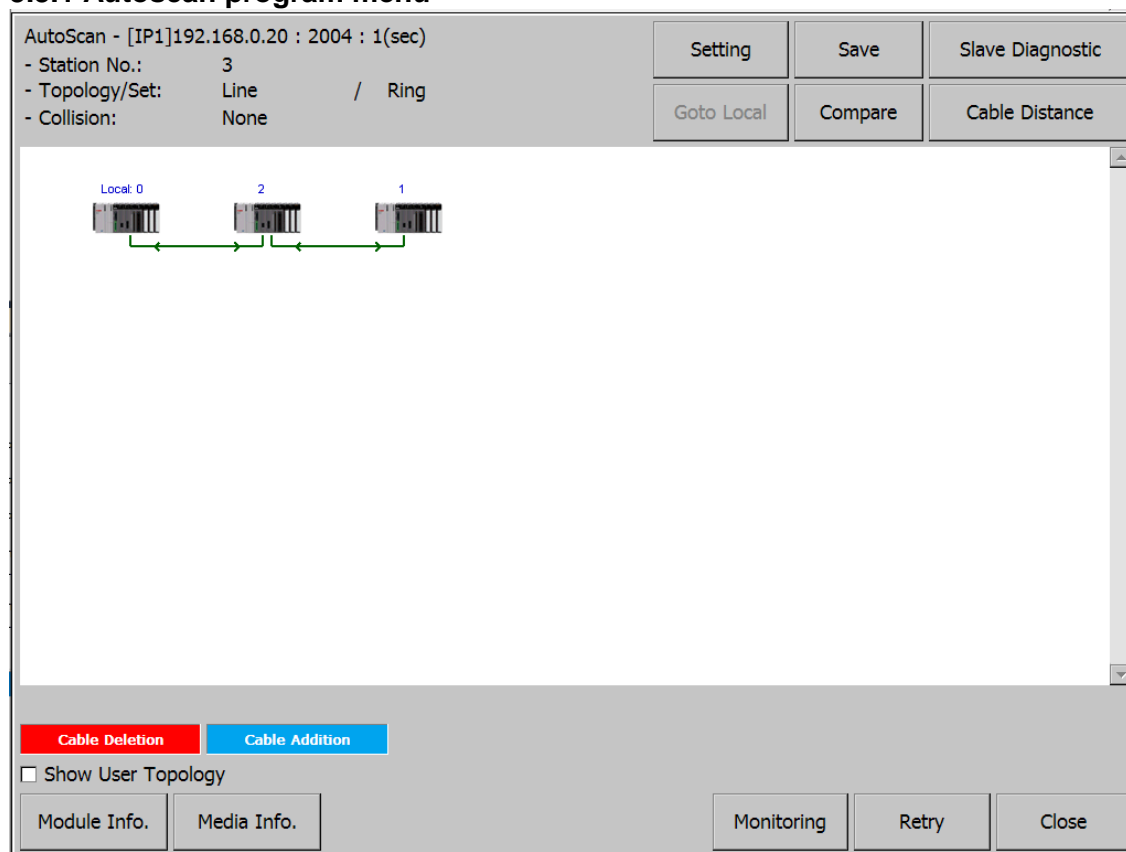 AutoScan - [IP1]192.168.0.20 : 2004 : 1(sec)
- Station No.: 3
- Topology/Set: Line / Ring
- Collision: None
Setting Save Slave Diagnostic
Goto Local Compare Cable Distance
Local: 0 2 1
Cable Deletion Cable Addition
Show User Topology
Module Info. Media Info. Monitoring Retry Close